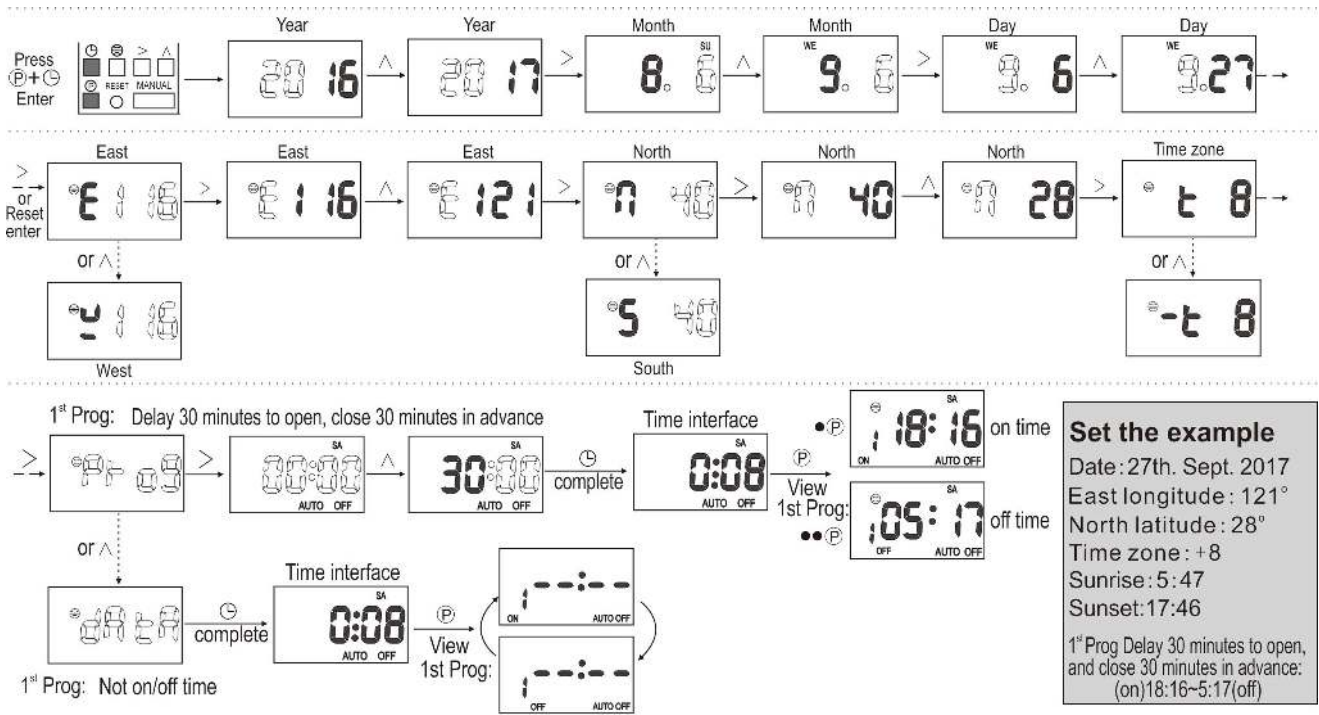 Year Year Month Month Day Day
Press
Ⓟ+🕒
Enter
> ∧
RESET MANUAL
20 16
∧
20 17
>
SU
8. 6
∧
WE
9. 6
>
WE
9. 6
∧
WE
9.27
East East East North North North Time zone
>
or
Reset
enter
E 116
>
E 116
∧
E 121
>
N 40
>
N 40
∧
N 28
>
t 8
or ∧
or ∧
or ∧
116
S 40
-t 8
West
South
1st Prog: Delay 30 minutes to open, close 30 minutes in advance
>
Prog
>
SA
00:00
AUTO OFF
∧
SA
30:00
AUTO OFF
complete
Time interface
SA
0:08
AUTO OFF
Ⓟ
View
1st Prog:
●Ⓟ
SA
1 18:16
ON AUTO OFF
on time
●●Ⓟ
SA
1 05:17
OFF AUTO OFF
off time
or ∧
dAtA
complete
1st Prog: Not on/off time
Time interface
SA
0:08
AUTO OFF
Ⓟ
View
1st Prog:
1 --:--
ON AUTO OFF
1 --:--
OFF AUTO OFF
Set the example
Date:27th. Sept. 2017
East longitude:121°
North latitude:28°
Time zone:+8
Sunrise:5:47
Sunset:17:46
1st Prog Delay 30 minutes to open,
and close 30 minutes in advance:
(on)18:16~5:17(off)